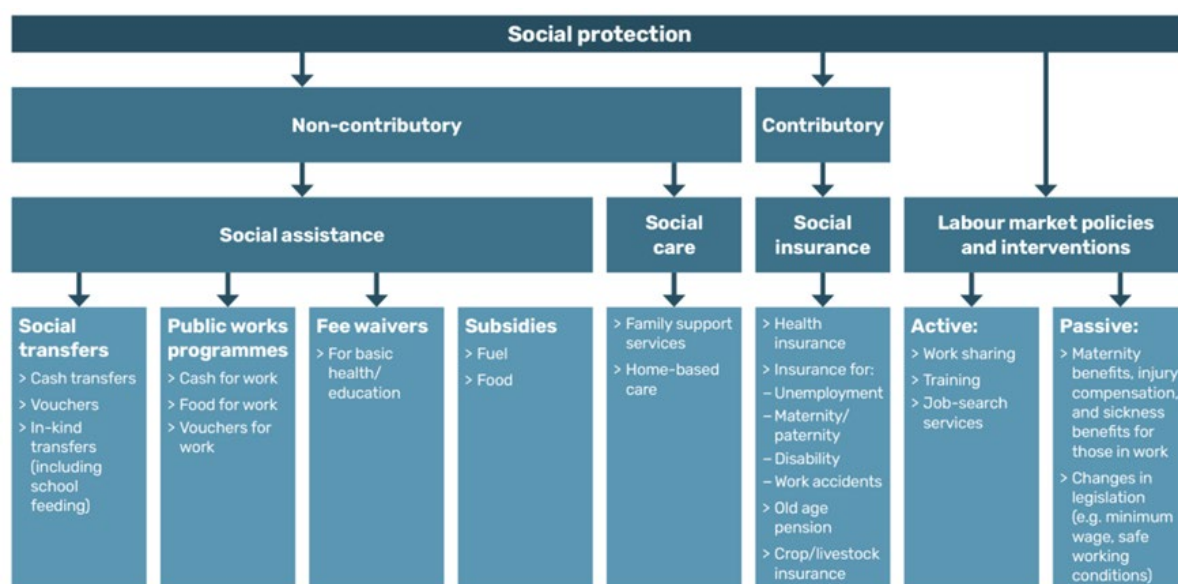 Social protection
Non-contributory
Contributory
Social assistance
Social
care
Social
insurance
Labour market policies
and interventions
Social
transfers
> Cash transfers
> Vouchers
> In-kind
transfers
(including
school
feeding)
Public works
programmes
> Cash for work
> Food for work
> Vouchers for
work
Fee waivers
> For basic
health/
education
Subsidies
> Fuel
> Food
> Family support
services
> Home-based
care
> Health
insurance
> Insurance for:
– Unemployment
– Maternity/
paternity
– Disability
– Work accidents
> Old age
pension
> Crop/livestock
insurance
Active:
> Work sharing
> Training
> Job-search
services
Passive:
> Maternity
benefits, injury
compensation,
and sickness
benefits for
those in work
> Changes in
legislation
(e.g. minimum
wage, safe
working
conditions)